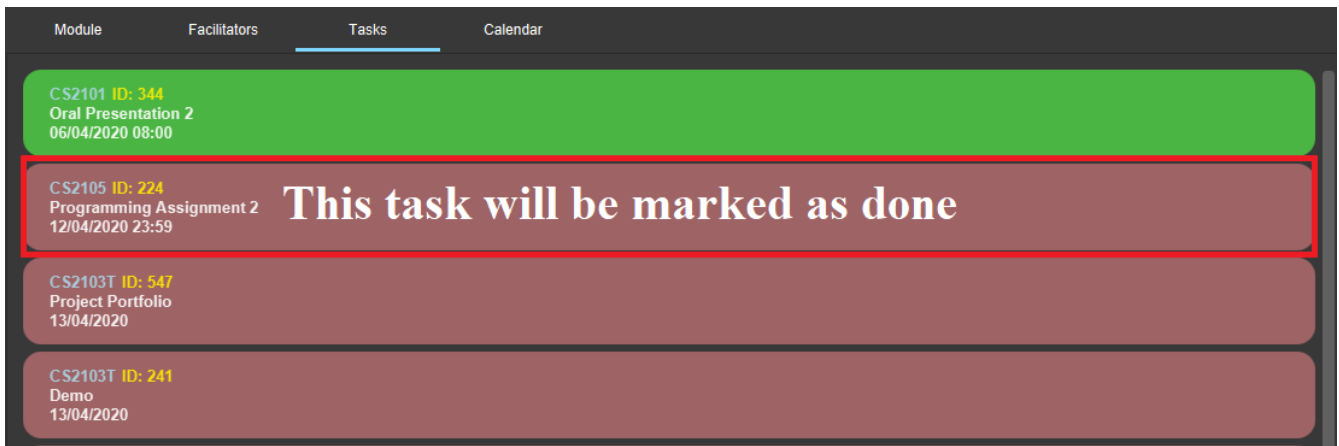 Module Facilitators Tasks Calendar
CS2101 ID: 344
Oral Presentation 2
06/04/2020 08:00
CS2105 ID: 224
Programming Assignment 2
12/04/2020 23:59
This task will be marked as done
CS2103T ID: 547
Project Portfolio
13/04/2020
CS2103T ID: 241
Demo
13/04/2020